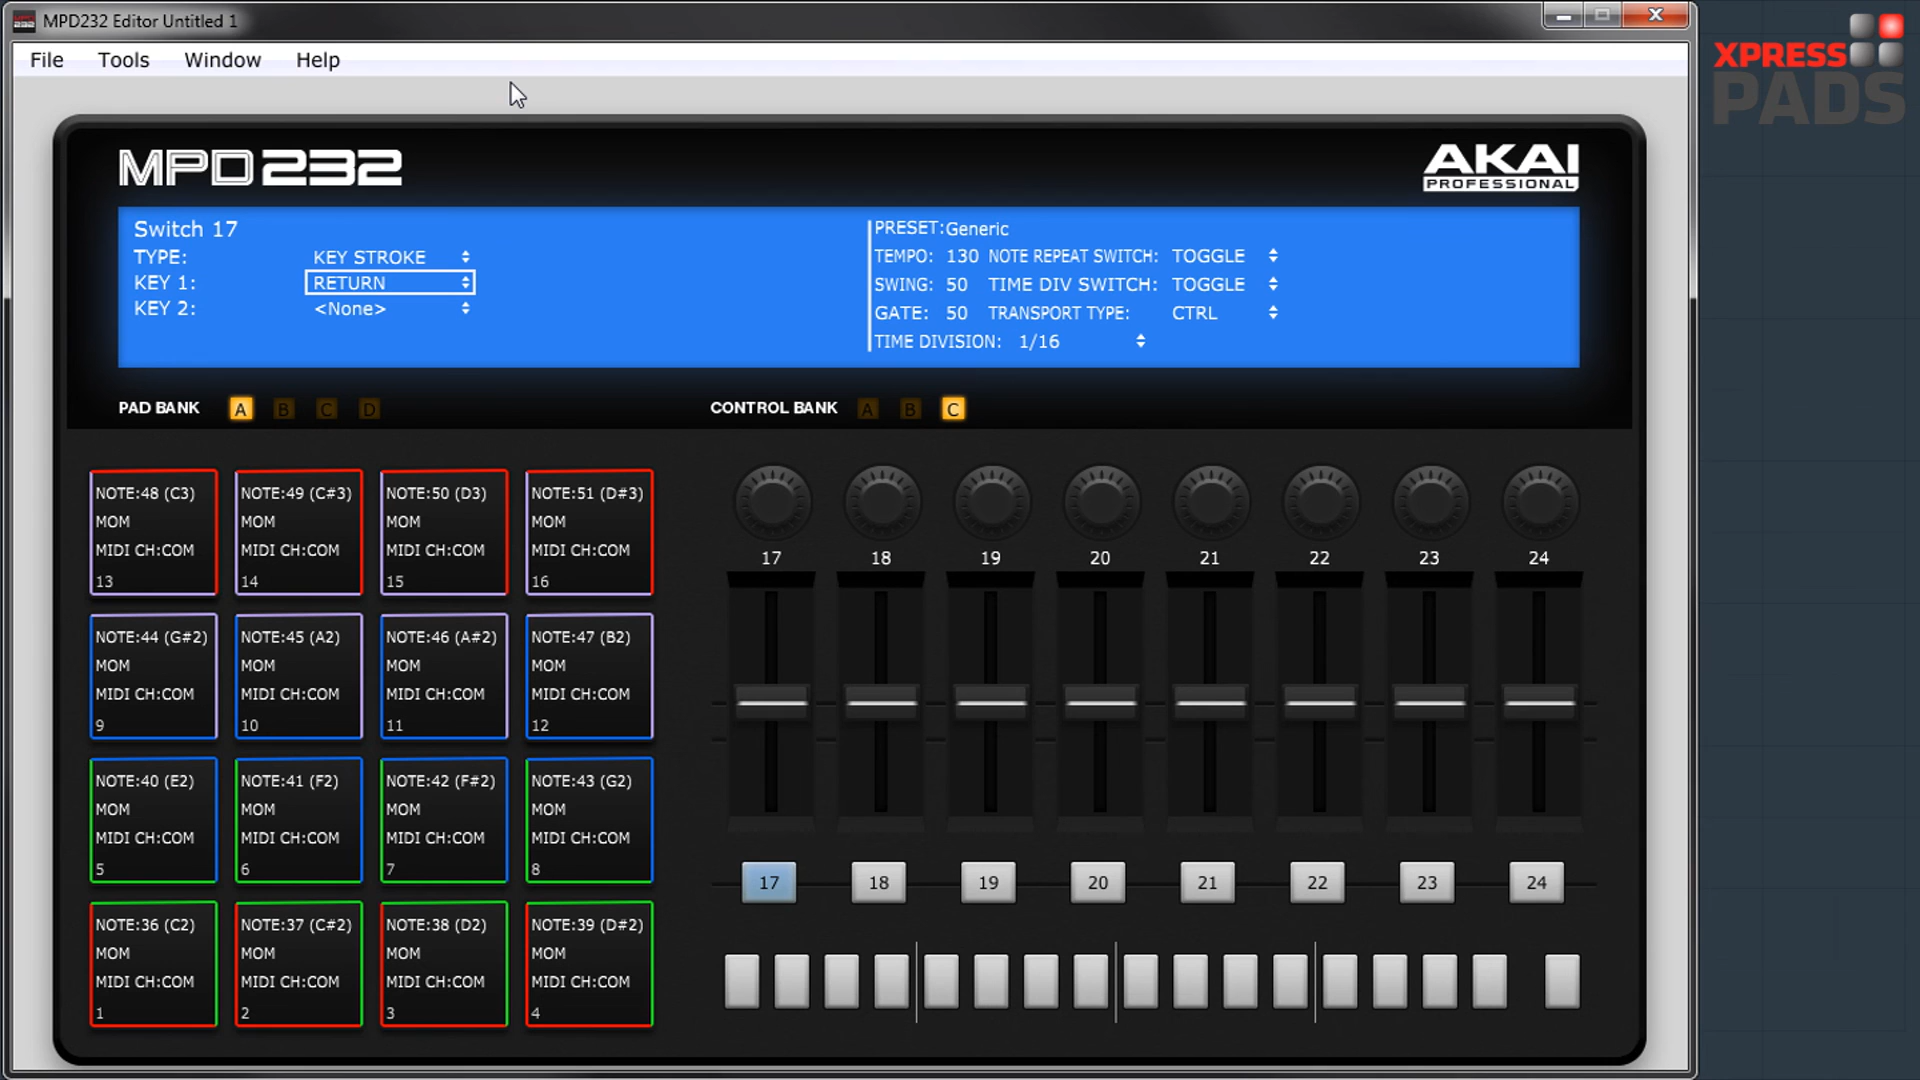 MPD232 Editor Untitled 1
File Tools Window Help
XPRESS
PADS
MPD232
AKAI
PROFESSIONAL
Switch 17
TYPE: KEY STROKE
KEY 1: RETURN
KEY 2: <None>
PRESET:Generic
TEMPO: 130 NOTE REPEAT SWITCH: TOGGLE
SWING: 50 TIME DIV SWITCH: TOGGLE
GATE: 50 TRANSPORT TYPE: CTRL
TIME DIVISION: 1/16
PAD BANK A B C D
CONTROL BANK A B C
NOTE:48 (C3) NOTE:49 (C#3) NOTE:50 (D3) NOTE:51 (D#3)
MOM MOM MOM MOM
MIDI CH:COM MIDI CH:COM MIDI CH:COM MIDI CH:COM
13 14 15 16
NOTE:44 (G#2) NOTE:45 (A2) NOTE:46 (A#2) NOTE:47 (B2)
MOM MOM MOM MOM
MIDI CH:COM MIDI CH:COM MIDI CH:COM MIDI CH:COM
9 10 11 12
NOTE:40 (E2) NOTE:41 (F2) NOTE:42 (F#2) NOTE:43 (G2)
MOM MOM MOM MOM
MIDI CH:COM MIDI CH:COM MIDI CH:COM MIDI CH:COM
5 6 7 8
NOTE:36 (C2) NOTE:37 (C#2) NOTE:38 (D2) NOTE:39 (D#2)
MOM MOM MOM MOM
MIDI CH:COM MIDI CH:COM MIDI CH:COM MIDI CH:COM
1 2 3 4
17 18 19 20 21 22 23 24
17 18 19 20 21 22 23 24